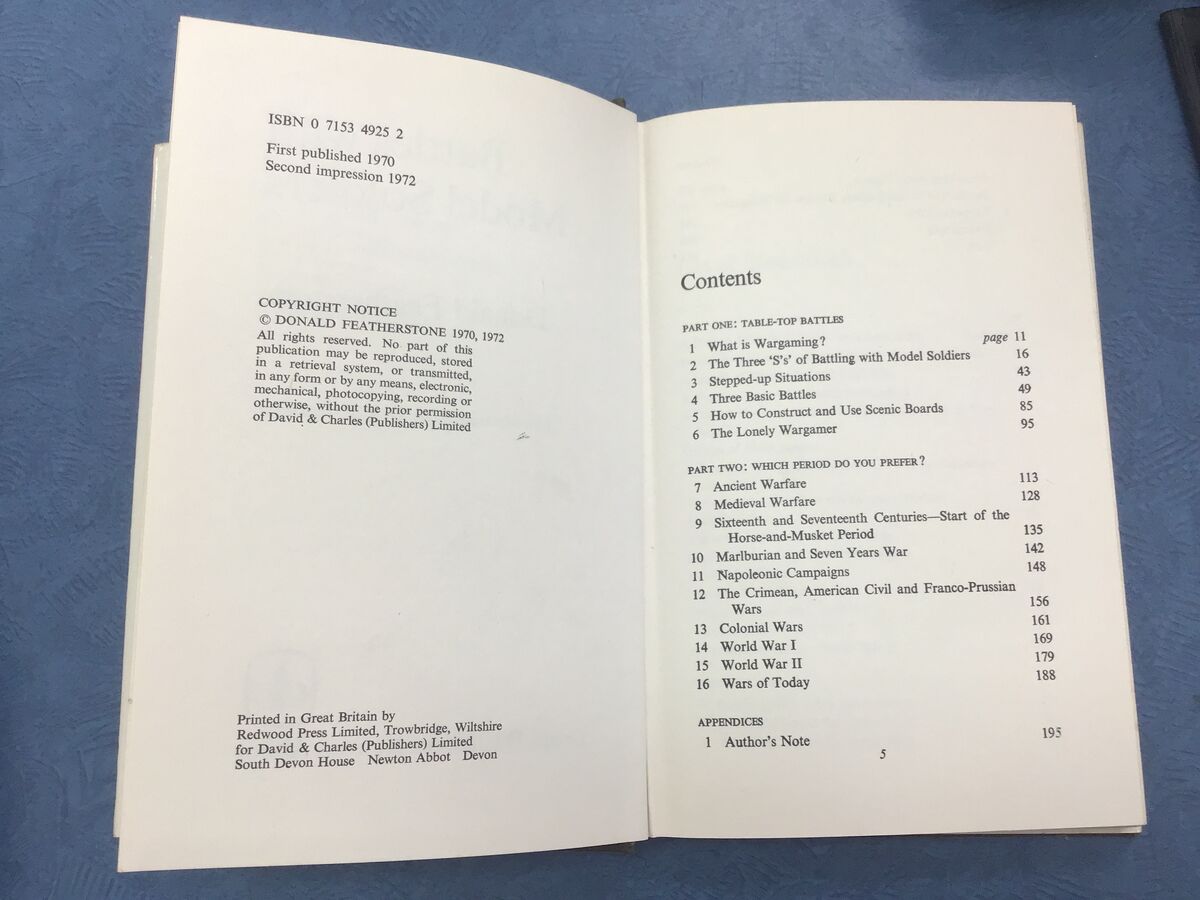 ISBN 0 7153 4925 2
First published 1970
Second impression 1972
COPYRIGHT NOTICE
© DONALD FEATHERSTONE 1970, 1972
All rights reserved. No part of this
publication may be reproduced, stored
in a retrieval system, or transmitted,
in any form or by any means, electronic,
mechanical, photocopying, recording or
otherwise, without the prior permission
of David & Charles (Publishers) Limited
Printed in Great Britain by
Redwood Press Limited, Trowbridge, Wiltshire
for David & Charles (Publishers) Limited
South Devon House Newton Abbot Devon
Contents
PART ONE: TABLE-TOP BATTLES
1 What is Wargaming? page 11
2 The Three ‘S’s’ of Battling with Model Soldiers 16
3 Stepped-up Situations 43
4 Three Basic Battles 49
5 How to Construct and Use Scenic Boards 85
6 The Lonely Wargamer 95
PART TWO: WHICH PERIOD DO YOU PREFER?
7 Ancient Warfare 113
8 Medieval Warfare 128
9 Sixteenth and Seventeenth Centuries—Start of the
Horse-and-Musket Period 135
10 Marlburian and Seven Years War 142
11 Napoleonic Campaigns 148
12 The Crimean, American Civil and Franco-Prussian
Wars 156
13 Colonial Wars 161
14 World War I 169
15 World War II 179
16 Wars of Today 188
APPENDICES
1 Author's Note 195
5